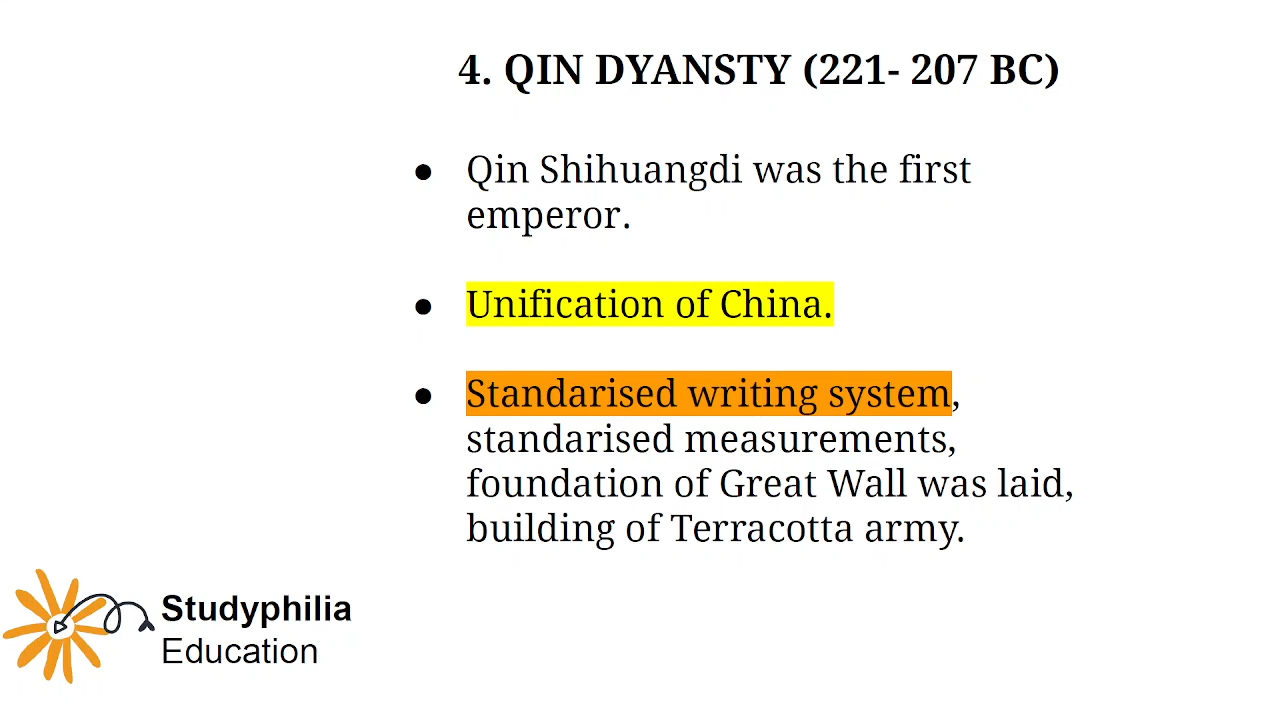 4. QIN DYANSTY (221- 207 BC)
● Qin Shihuangdi was the first
emperor.
● Unification of China.
● Standarised writing system,
standarised measurements,
foundation of Great Wall was laid,
building of Terracotta army.
Studyphilia
Education